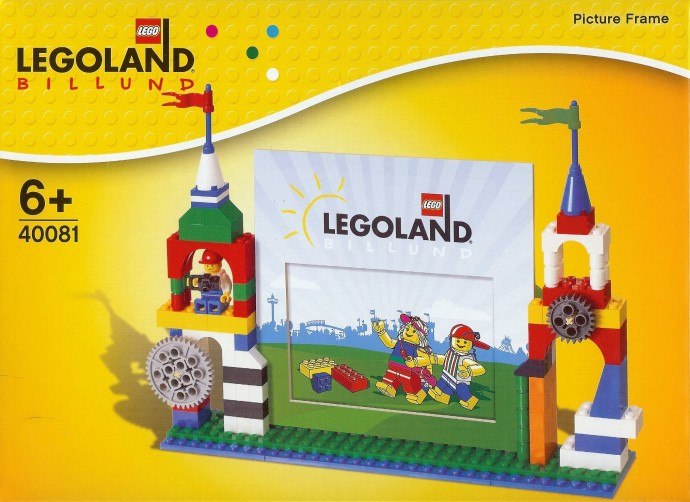 LEGO
LEGOLAND®
BILLUND
Picture Frame
6+
40081
LEGO
LEGOLAND®
BILLUND